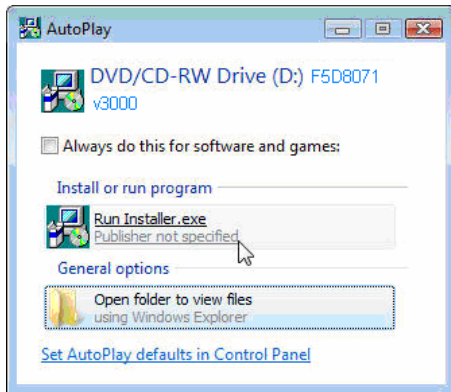 AutoPlay
DVD/CD-RW Drive (D:) F5D8071
v3000
Always do this for software and games:
Install or run program
Run Installer.exe
Publisher not specified
General options
Open folder to view files
using Windows Explorer
Set AutoPlay defaults in Control Panel